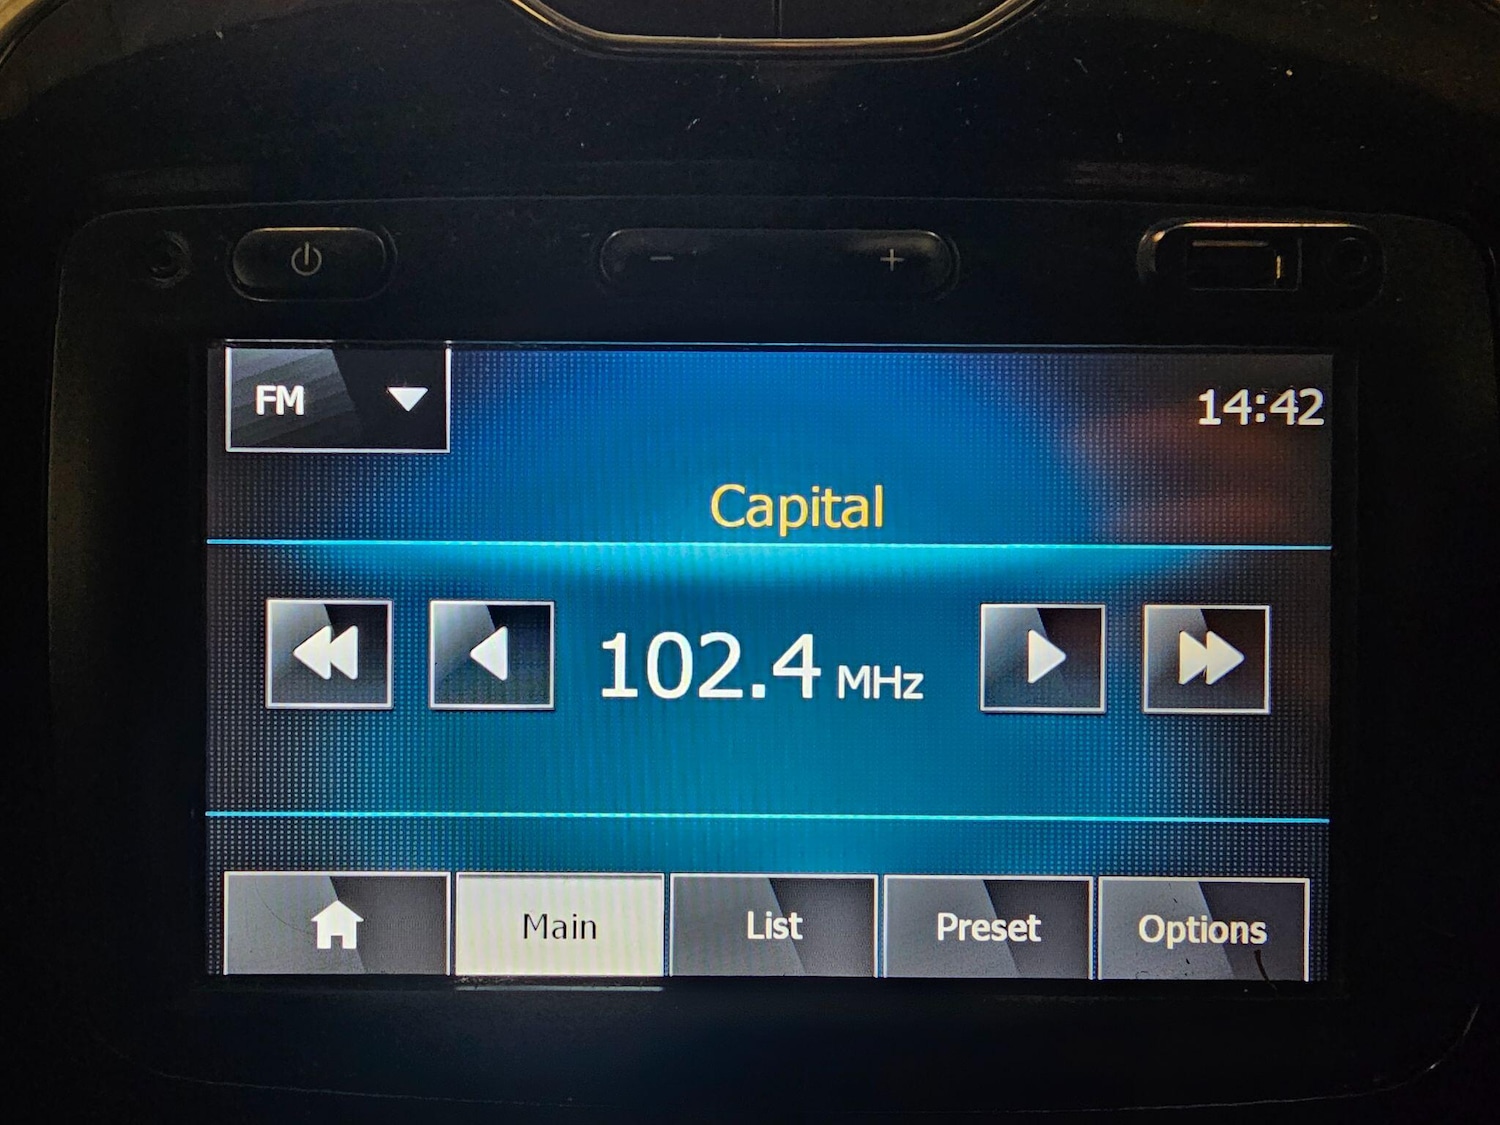 FM
14:42
Capital
102.4 MHz
Main
List
Preset
Options